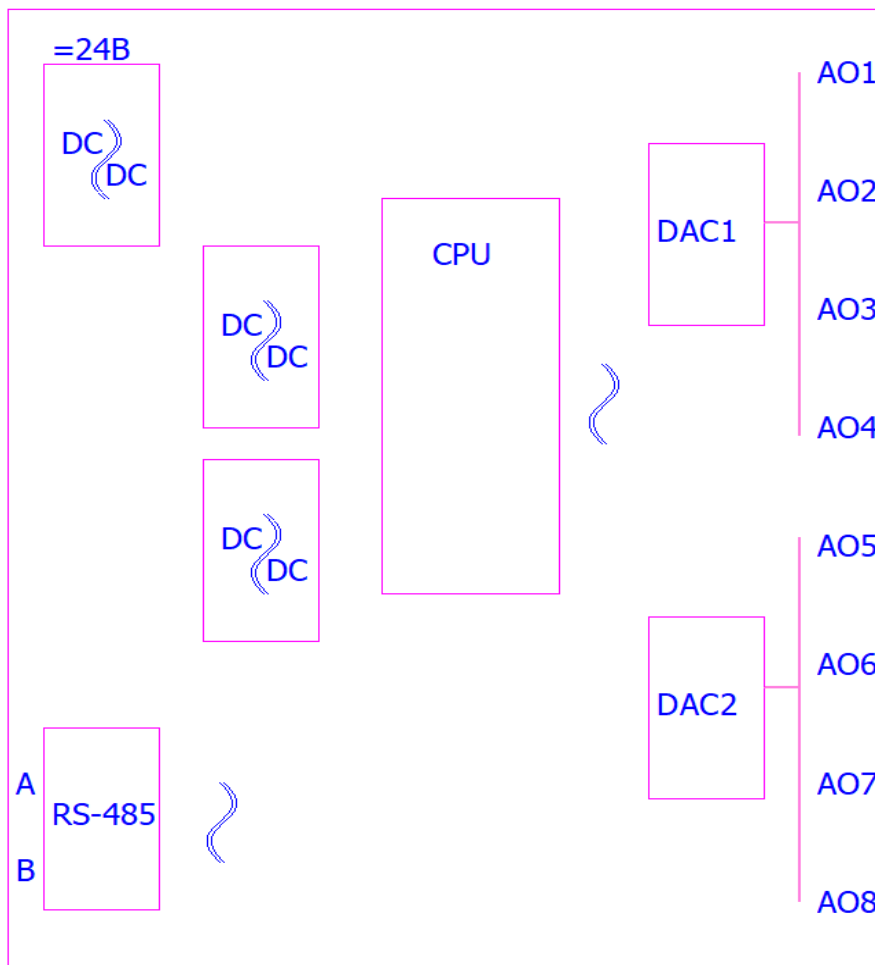 =24В
DC
DC
DC
DC
DC
DC
CPU
DAC1
AO1
AO2
AO3
AO4
DAC2
AO5
AO6
AO7
AO8
A
RS-485
B